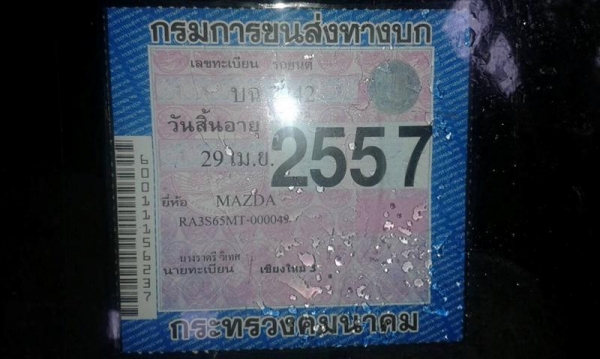 กรมการขนส่งทางบก
เลขทะเบียน รถยนต์
วันสิ้นอายุ
29 เม.ย. 2557
ยี่ห้อ MAZDA
RA3S65MT-000049
นายทะเบียน เชียงใหม่ 3
กระทรวงคมนาคม
6001115623​7